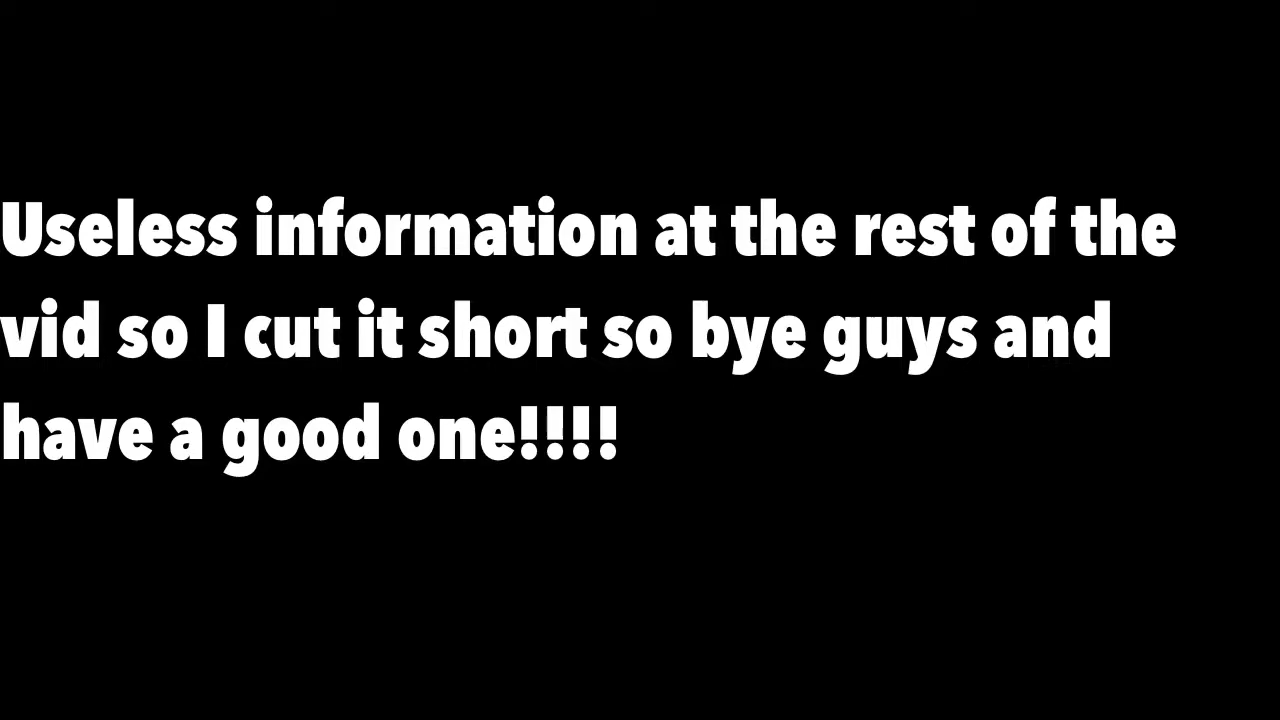 Useless information at the rest of the
vid so I cut it short so bye guys and
have a good one!!!!